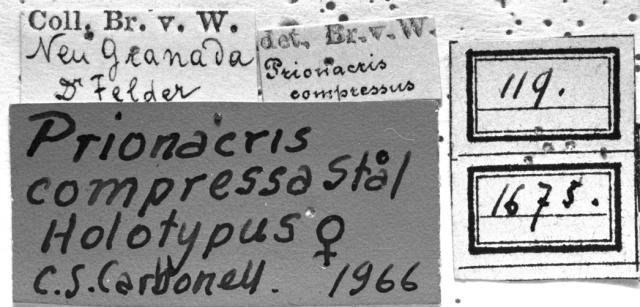 Coll. Br. v. W.
Neu Granada
Dr Felder
det. Br. v. W.
Prionacris
compressus
Prionacris
compressa Stål
Holotypus ♀
C.S. Carbonell. 1966
119.
1675.